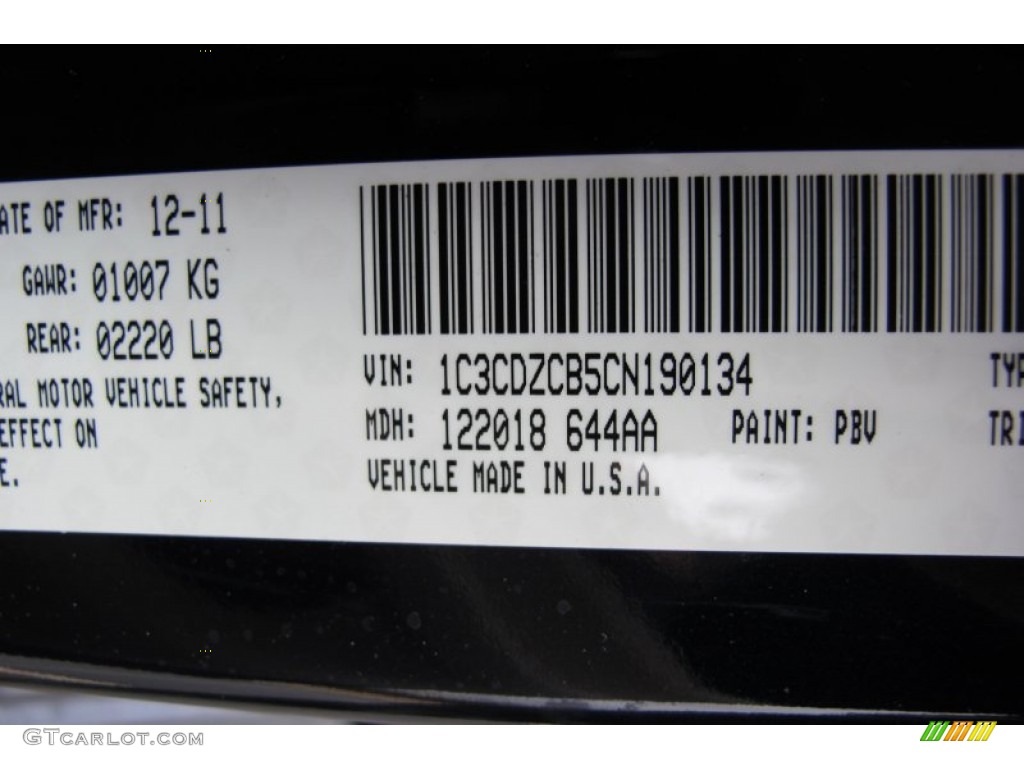 ATE OF MFR: 12-11
GAWR: 01007 KG
REAR: 02220 LB
RAL MOTOR VEHICLE SAFETY,
EFFECT ON
E.
VIN: 1C3CDZCB5CN190134
MDH: 122018 644AA PAINT: PBV
VEHICLE MADE IN U.S.A.
TYP
TRI
GTCARLOT.COM